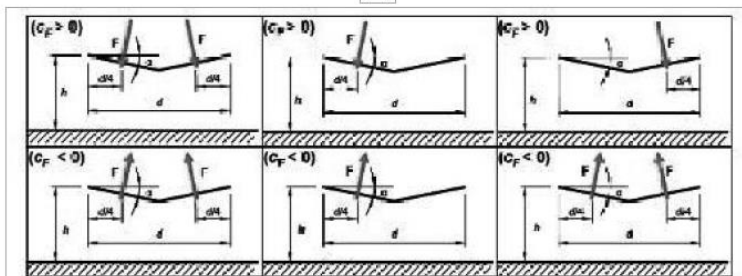 (cF > 0)
F
F
α
d/4
d/4
h
d
(cF > 0)
F
α
d/4
h
d
(cF > 0)
F
α
d/4
h
d
(cF < 0)
F
F
α
d/4
d/4
h
d
(cF < 0)
F
α
d/4
h
d
(cF < 0)
F
F
α
d/4
d/4
h
d